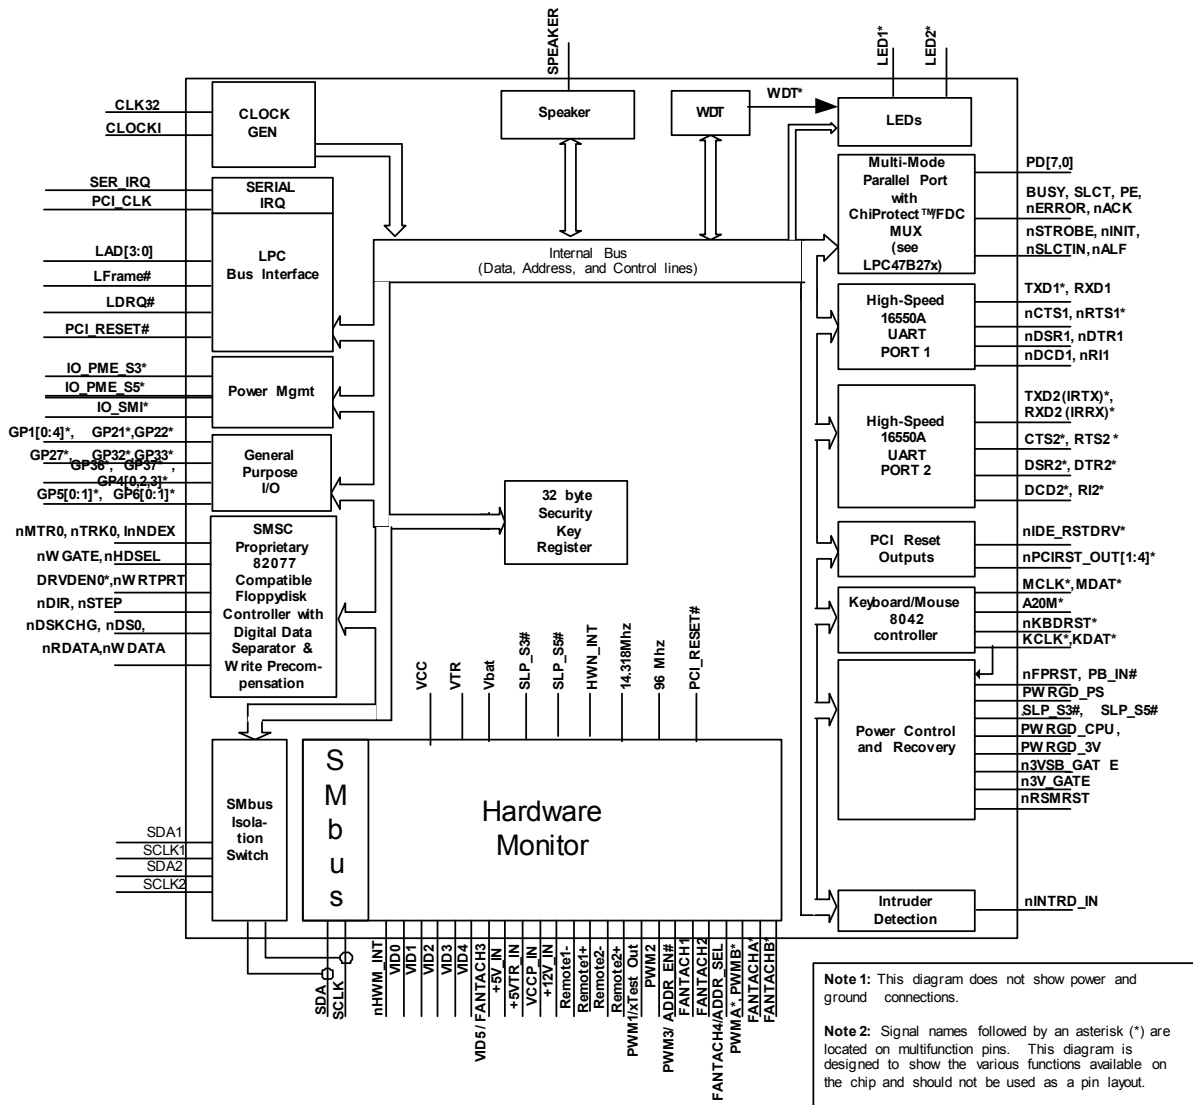 SPEAKER
LED1*
LED2*
CLK32
CLOCKI
CLOCK
GEN
Speaker
WDT
WDT*
LEDs
SER_IRQ
PCI_CLK
SERIAL
IRQ
LAD[3:0]
LFrame#
LDRQ#
PCI_RESET#
LPC
Bus Interface
Internal Bus
(Data, Address, and Control lines)
Multi-Mode
Parallel Port
with
ChiProtect™/FDC
MUX
(see
LPC47B27x)
PD[7,0]
BUSY, SLCT, PE,
nERROR, nACK
nSTROBE, nINIT,
nSLCTIN, nALF
High-Speed
16550A
UART
PORT 1
TXD1*, RXD1
nCTS1, nRTS1*
nDSR1, nDTR1
nDCD1, nRI1
IO_PME_S3*
IO_PME_S5*
IO_SMI*
Power Mgmt
High-Speed
16550A
UART
PORT 2
TXD2(IRTX)*,
RXD2(IRRX)*
CTS2*, RTS2*
DSR2*, DTR2*
DCD2*, RI2*
GP1[0:4]*, GP21*,GP22*
GP27*, GP32*,GP33*
GP36*, GP37*,
GP4[0,2,3]*
GP5[0:1]*, GP6[0:1]*
General
Purpose
I/O
32 byte
Security
Key
Register
nMTR0, nTRK0, InNDEX
nWGATE, nHDSEL
DRVDEN0*,nWRTPRT
nDIR, nSTEP
nDSKCHG, nDS0,
nRDATA,nWDATA
SMSC
Proprietary
82077
Compatible
Floppydisk
Controller with
Digital Data
Separator &
Write Precom-
pensation
PCI Reset
Outputs
nIDE_RSTDRV*
nPCIRST_OUT[1:4]*
Keyboard/Mouse
8042
controller
MCLK*, MDAT*
A20M*
nKBDRST*
KCLK*,KDAT*
Power Control
and Recovery
nFPRST, PB_IN#
PWRGD_PS
SLP_S3#, SLP_S5#
PWRGD_CPU,
PWRGD_3V
n3VSB_GATE
n3V_GATE
nRSMRST
VCC
VTR
Vbat
SLP_S3#
SLP_S5#
HWN_INT
14.318Mhz
96 Mhz
PCI_RESET#
SMbus
Isola-
tion
Switch
SDA1
SCLK1
SDA2
SCLK2
S
M
b
u
s
Hardware
Monitor
Intruder
Detection
nINTRD_IN
SDA
SCLK
nHWM_INT
VID0
VID1
VID2
VID3
VID4
VID5/ FANTACH3
+5V_IN
+5VTR_IN
VCCP_IN
+12V_IN
Remote1-
Remote1+
Remote2-
Remote2+
PWM1/xTest Out
PWM2
PWM3/ ADDR_EN#
FANTACH1
FANTACH2
FANTACH4/ADDR_SEL
PWMA*, PWMB*
FANTACHA*
FANTACHB*
Note 1: This diagram does not show power and
ground connections.
Note 2: Signal names followed by an asterisk (*) are
located on multifunction pins. This diagram is
designed to show the various functions available on
the chip and should not be used as a pin layout.